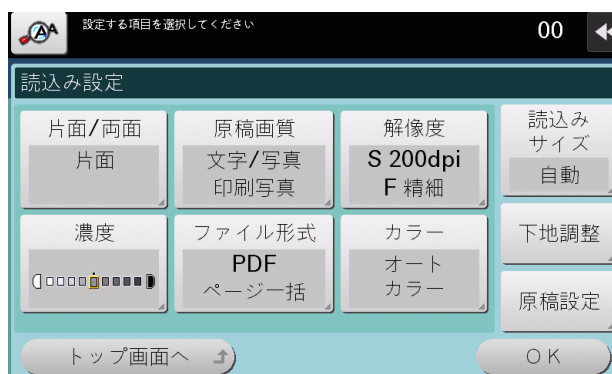 設定する項目を選択してください
00
読込み設定
片面/両面
片面
原稿画質
文字/写真
印刷写真
解像度
S 200dpi
F 精細
読込み
サイズ
自動
濃度
ファイル形式
PDF
ページ一括
カラー
オート
カラー
下地調整
原稿設定
トップ画面へ
OK